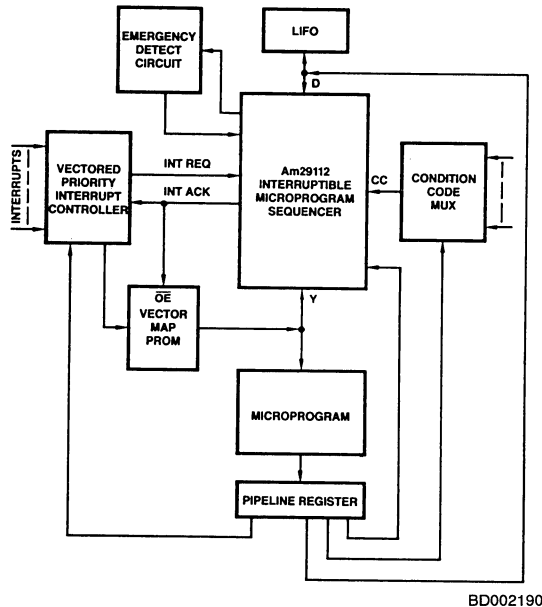 LIFO
EMERGENCY
DETECT
CIRCUIT
D
INTERRUPTS
VECTORED
PRIORITY
INTERRUPT
CONTROLLER
INT REQ
INT ACK
Am29112
INTERRUPTIBLE
MICROPROGRAM
SEQUENCER
CC
CONDITION
CODE
MUX
OE
VECTOR
MAP
PROM
Y
MICROPROGRAM
PIPELINE REGISTER
BD002190